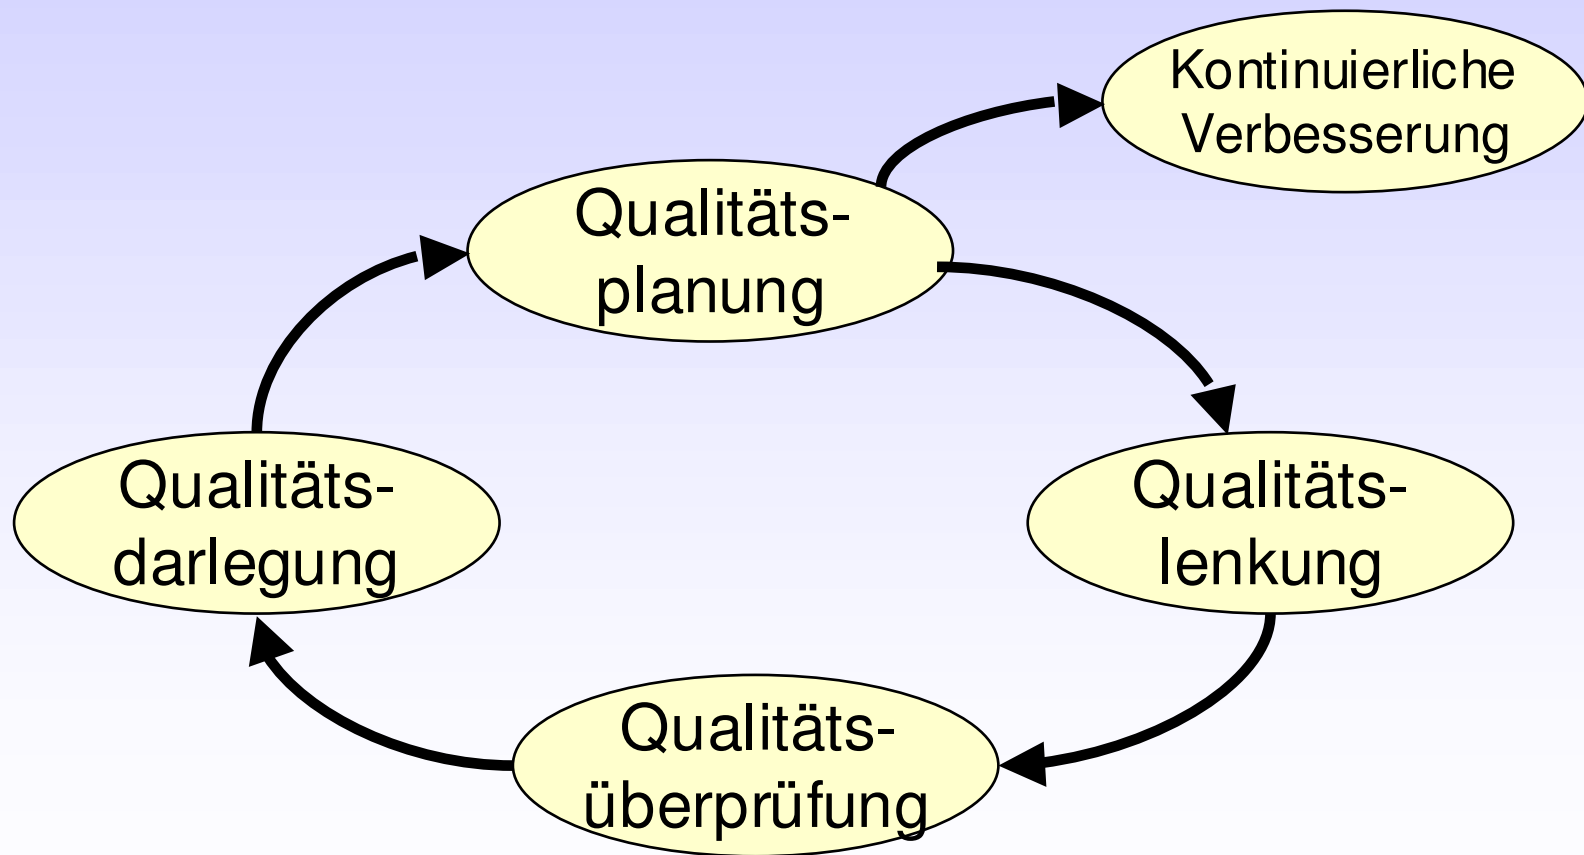 Kontinuierliche
Verbesserung
Qualitäts-
planung
Qualitäts-
darlegung
Qualitäts-
lenkung
Qualitäts-
überprüfung